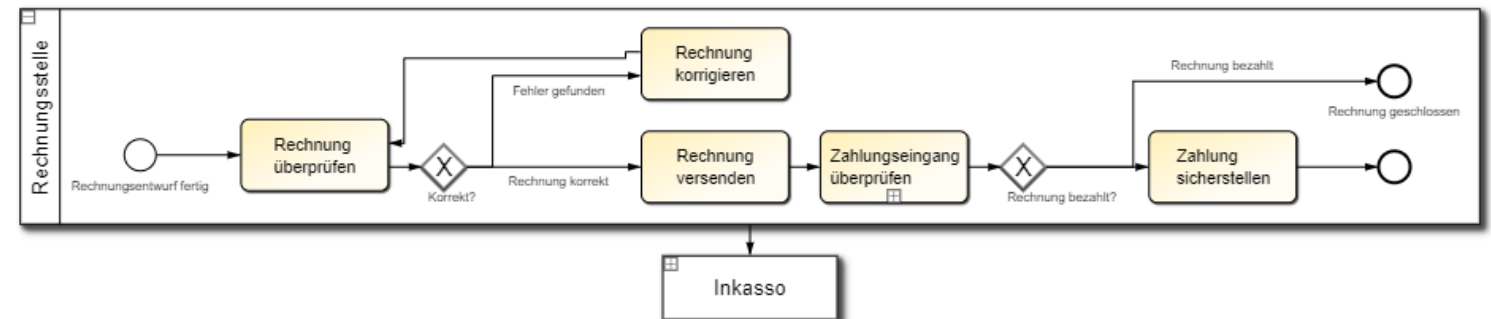 Rechnungsstelle
Rechnungsentwurf fertig
Rechnung
überprüfen
X
Korrekt?
Fehler gefunden
Rechnung
korrigieren
Rechnung korrekt
Rechnung
versenden
Zahlungseingang
überprüfen
X
Rechnung bezahlt?
Rechnung bezahlt
Rechnung geschlossen
Zahlung
sicherstellen
Inkasso